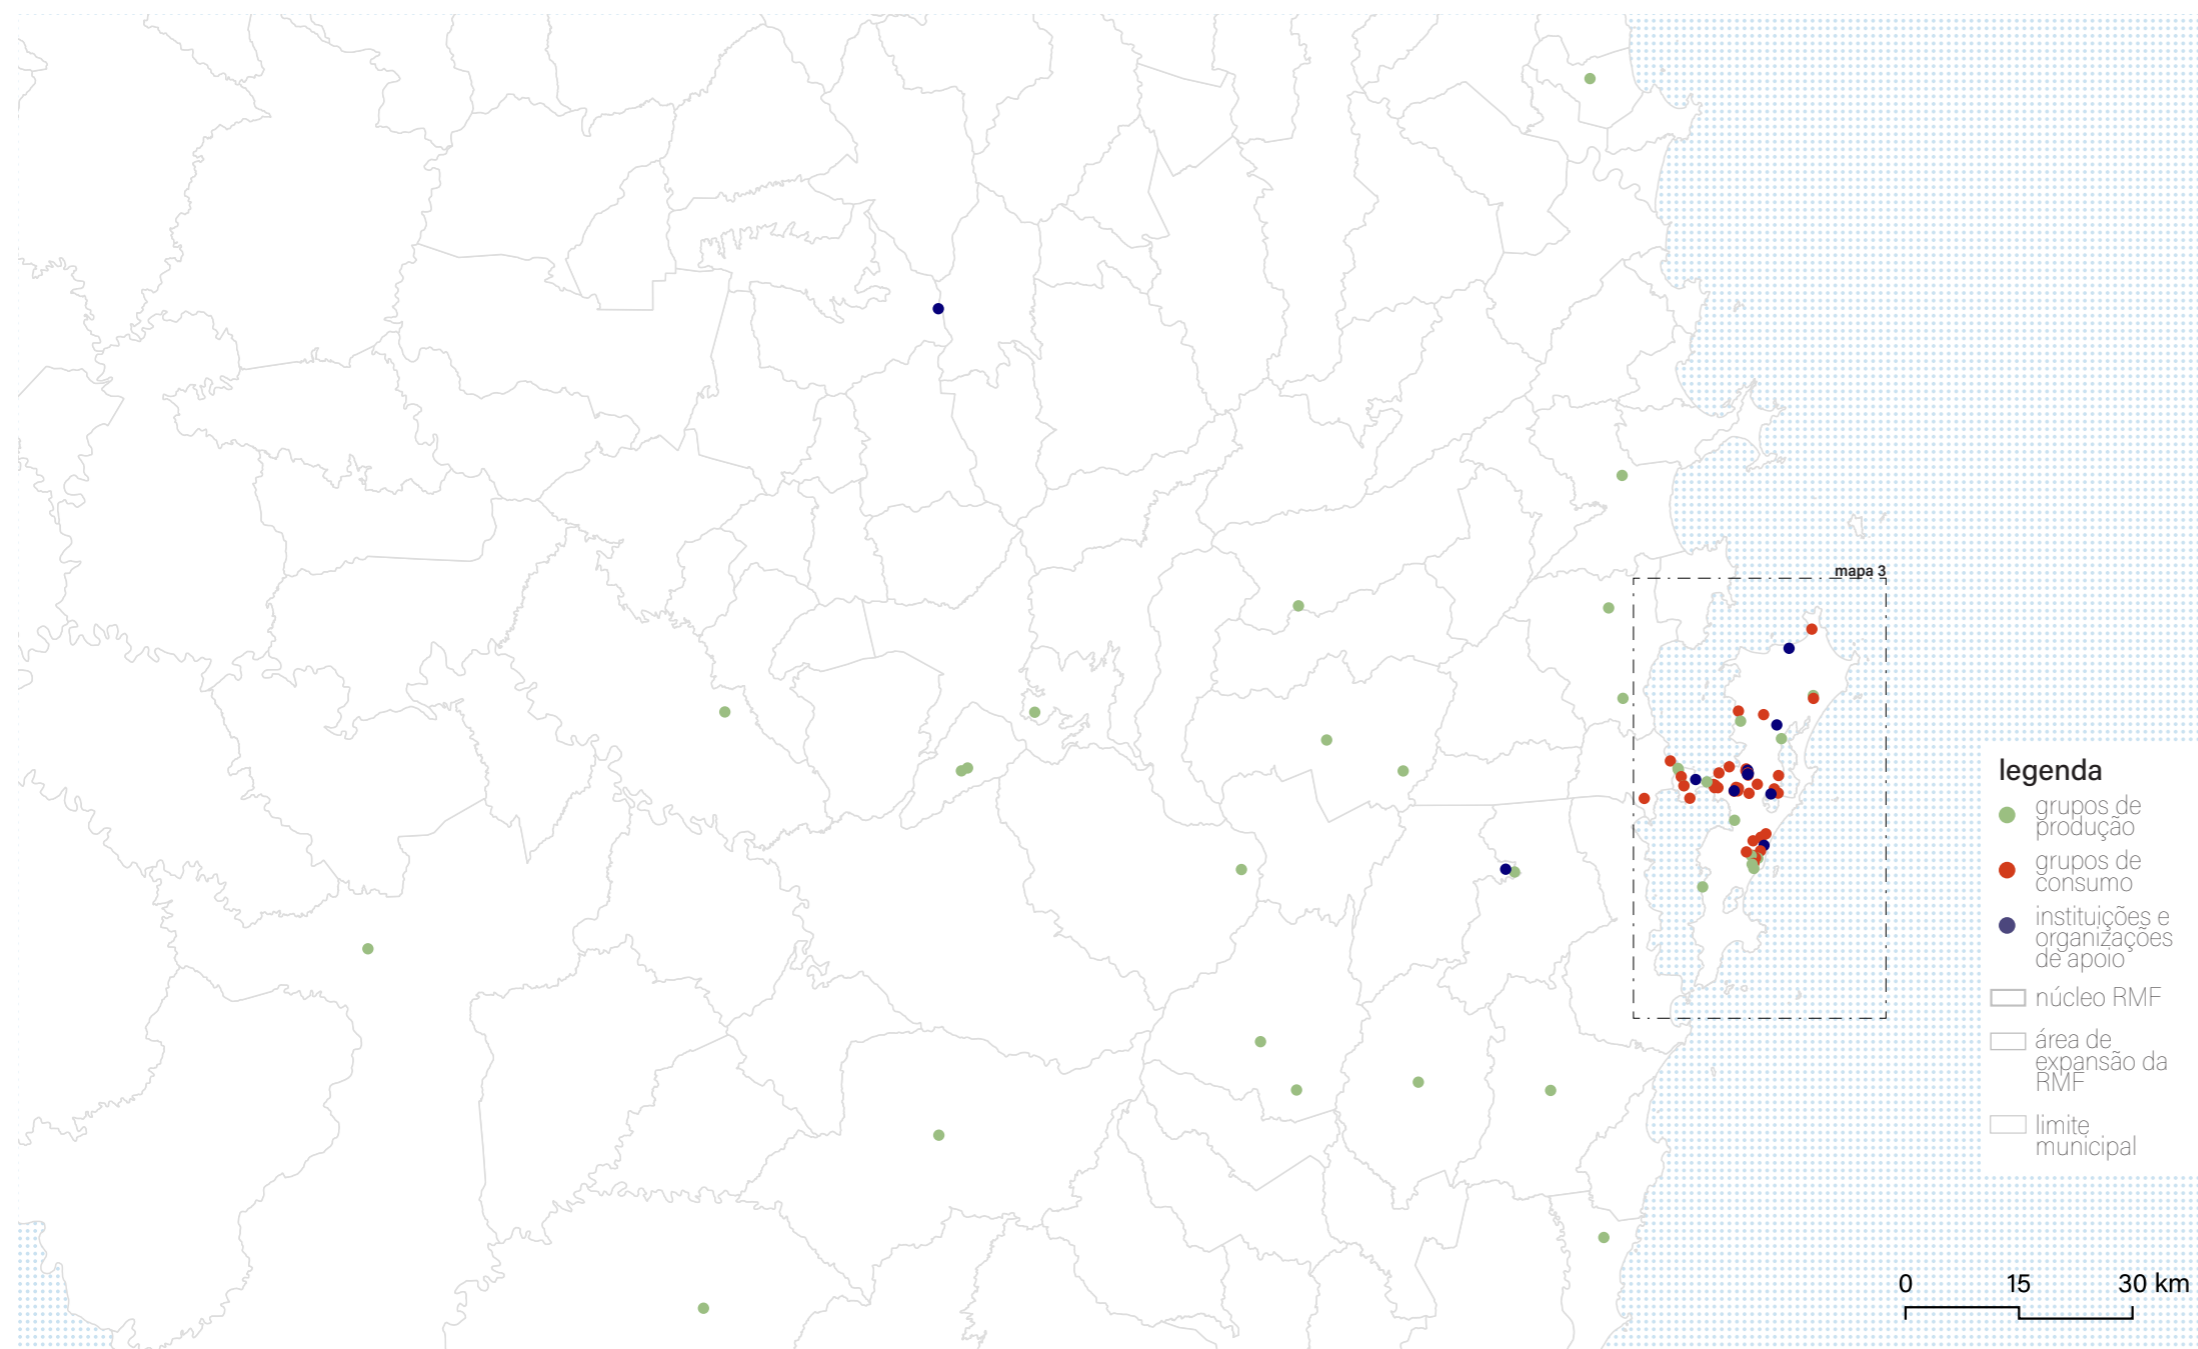 mapa 3
legenda
grupos de
produção
grupos de
consumo
instituições e
organizações
de apoio
núcleo RMF
área de
expansão da
RMF
limite
municipal
0 15 30 km